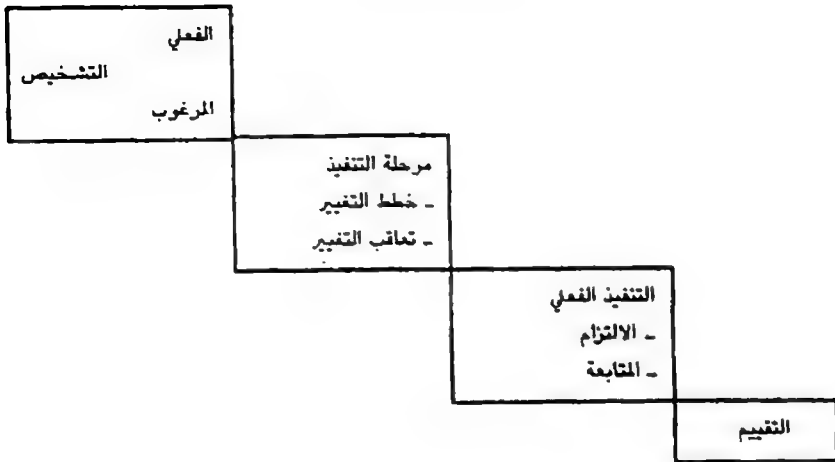 الفعلي
التشخيص
المرغوب
مرحلة التنفيذ
- خطط التغيير
- تعاقب التغيير
التنفيذ الفعلي
- الالتزام
- المتابعة
التقييم